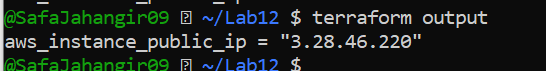 @SafaJahangir09 ~/Lab12 $ terraform output
aws_instance_public_ip = "3.28.46.220"
@SafaJahangir09 ~/Lab12 $